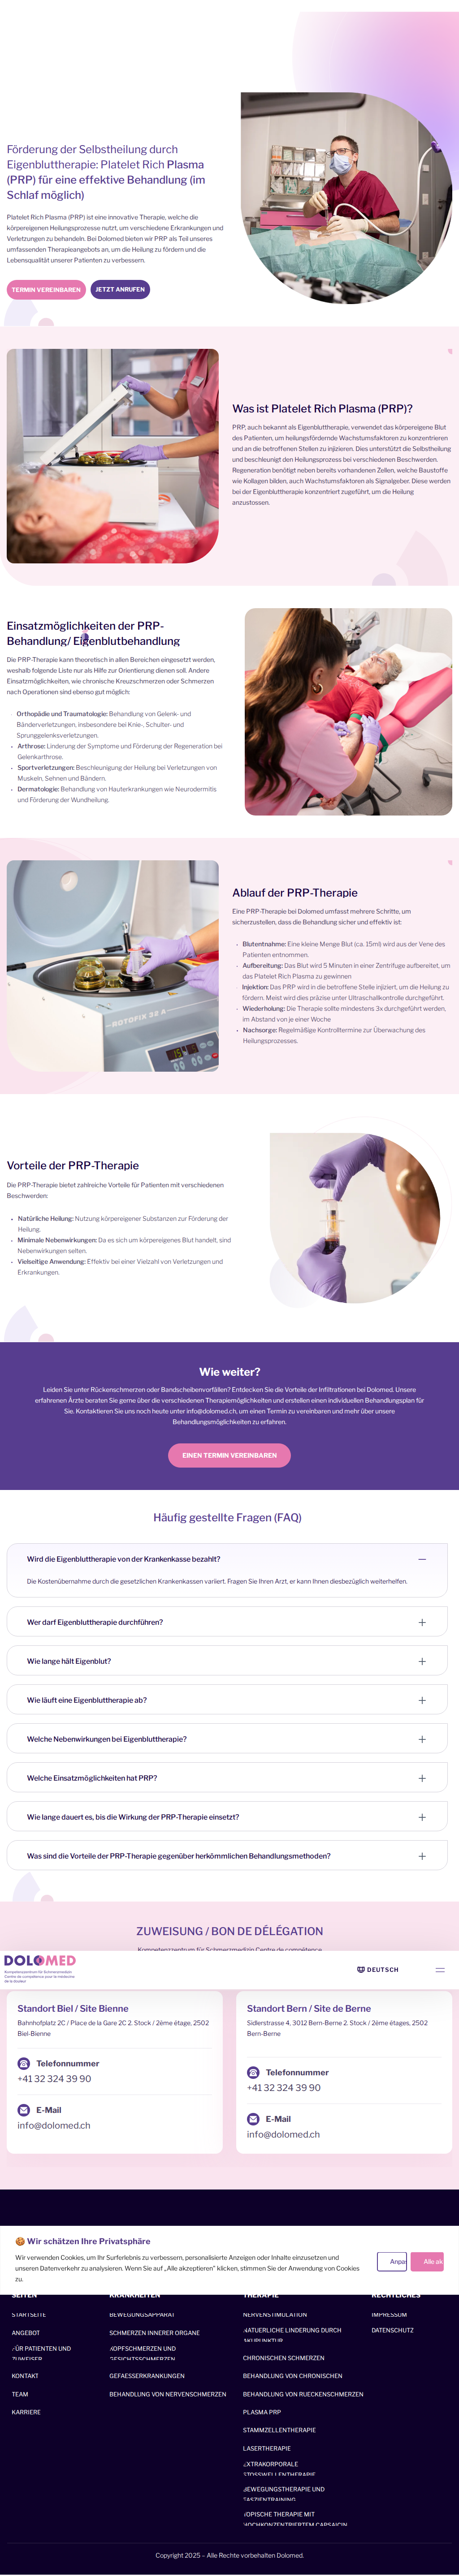 Förderung der Selbstheilung durch
Eigenbluttherapie: Platelet Rich Plasma
(PRP) für eine effektive Behandlung (im
Schlaf möglich)
Platelet Rich Plasma (PRP) ist eine innovative Therapie, welche die
körpereigenen Heilungsprozesse nutzt, um verschiedene Erkrankungen und
Verletzungen zu behandeln. Bei Dolomed bieten wir PRP als Teil unseres
umfassenden Therapieangebots an, um die Heilung zu fördern und die
Lebensqualität unserer Patienten zu verbessern.
TERMIN VEREINBAREN
JETZT ANRUFEN
Was ist Platelet Rich Plasma (PRP)?
PRP, auch bekannt als Eigenbluttherapie, verwendet das körpereigene Blut
des Patienten, um heilungsfördernde Wachstumsfaktoren zu konzentrieren
und an die betroffenen Stellen zu injizieren. Dies unterstützt die Selbstheilung
und beschleunigt den Heilungsprozess bei verschiedenen Beschwerden.
Regeneration benötigt neben bereits vorhandenen Zellen, welche Baustoffe
wie Kollagen bilden, auch Wachstumsfaktoren als Signalgeber. Diese werden
bei der Eigenbluttherapie konzentriert zugeführt, um die Heilung
anzustossen.
Einsatzmöglichkeiten der PRP-
Behandlung/ Eigenblutbehandlung
Die PRP-Therapie kann theoretisch in allen Bereichen eingesetzt werden,
weshalb folgende Liste nur als Hilfe zur Orientierung dienen soll. Andere
Einsatzmöglichkeiten, wie chronische Kreuzschmerzen oder Schmerzen
nach Operationen sind ebenso gut möglich:
Orthopädie und Traumatologie: Behandlung von Gelenk- und
Bänderverletzungen, insbesondere bei Knie-, Schulter- und
Sprunggelenksverletzungen.
Arthrose: Linderung der Symptome und Förderung der Regeneration bei
Gelenkarthrose.
Sportverletzungen: Beschleunigung der Heilung bei Verletzungen von
Muskeln, Sehnen und Bändern.
Dermatologie: Behandlung von Hauterkrankungen wie Neurodermitis
und Förderung der Wundheilung.
Ablauf der PRP-Therapie
Eine PRP-Therapie bei Dolomed umfasst mehrere Schritte, um
sicherzustellen, dass die Behandlung sicher und effektiv ist:
Blutentnahme: Eine kleine Menge Blut (ca. 15ml) wird aus der Vene des
Patienten entnommen.
Aufbereitung: Das Blut wird 5 Minuten in einer Zentrifuge aufbereitet, um
das Platelet Rich Plasma zu gewinnen
Injektion: Das PRP wird in die betroffene Stelle injiziert, um die Heilung zu
fördern. Meist wird dies präzise unter Ultraschallkontrolle durchgeführt.
Wiederholung: Die Therapie sollte mindestens 3x durchgeführt werden,
im Abstand von je einer Woche
Nachsorge: Regelmäßige Kontrolltermine zur Überwachung des
Heilungsprozesses.
ROTOFIX 32 A
Vorteile der PRP-Therapie
Die PRP-Therapie bietet zahlreiche Vorteile für Patienten mit verschiedenen
Beschwerden:
Natürliche Heilung: Nutzung körpereigener Substanzen zur Förderung der
Heilung.
Minimale Nebenwirkungen: Da es sich um körpereigenes Blut handelt, sind
Nebenwirkungen selten.
Vielseitige Anwendung: Effektiv bei einer Vielzahl von Verletzungen und
Erkrankungen.
Wie weiter?
Leiden Sie unter Rückenschmerzen oder Bandscheibenvorfällen? Entdecken Sie die Vorteile der Infiltrationen bei Dolomed. Unsere
erfahrenen Ärzte beraten Sie gerne über die verschiedenen Therapiemöglichkeiten und erstellen einen individuellen Behandlungsplan für
Sie. Kontaktieren Sie uns noch heute unter info@dolomed.ch, um einen Termin zu vereinbaren und mehr über unsere
Behandlungsmöglichkeiten zu erfahren.
EINEN TERMIN VEREINBAREN
Häufig gestellte Fragen (FAQ)
Wird die Eigenbluttherapie von der Krankenkasse bezahlt?
Die Kostenübernahme durch die gesetzlichen Krankenkassen variiert. Fragen Sie Ihren Arzt, er kann Ihnen diesbezüglich weiterhelfen.
Wer darf Eigenbluttherapie durchführen?
Wie lange hält Eigenblut?
Wie läuft eine Eigenbluttherapie ab?
Welche Nebenwirkungen bei Eigenbluttherapie?
Welche Einsatzmöglichkeiten hat PRP?
Wie lange dauert es, bis die Wirkung der PRP-Therapie einsetzt?
Was sind die Vorteile der PRP-Therapie gegenüber herkömmlichen Behandlungsmethoden?
ZUWEISUNG / BON DE DÉLÉGATION
Kompetenzzentrum für Schmerzmedizin Centre de compétence
DOLOMED
Kompetenzzentrum für Schmerzmedizin
Centre de compétence pour la médecine
de la douleur
DEUTSCH
Standort Biel / Site Bienne
Bahnhofplatz 2C / Place de la Gare 2C 2. Stock / 2ème étage, 2502
Biel-Bienne
Telefonnummer
+41 32 324 39 90
E-Mail
info@dolomed.ch
Standort Bern / Site de Berne
Sidlerstrasse 4, 3012 Bern-Berne 2. Stock / 2ème étages, 2502
Bern-Berne
Telefonnummer
+41 32 324 39 90
E-Mail
info@dolomed.ch
🍪 Wir schätzen Ihre Privatsphäre
Wir verwenden Cookies, um Ihr Surferlebnis zu verbessern, personalisierte Anzeigen oder Inhalte einzusetzen und
unseren Datenverkehr zu analysieren. Wenn Sie auf „Alle akzeptieren" klicken, stimmen Sie der Anwendung von Cookies
zu.
Anpa
Alle ak
SEITEN
STARTSEITE
ANGEBOT
FÜR PATIENTEN UND
ZUWEISER
KONTAKT
TEAM
KARRIERE
KRANKHEITEN
BEWEGUNGSAPPARAT
SCHMERZEN INNERER ORGANE
KOPFSCHMERZEN UND
GESICHTSSCHMERZEN
GEFAESSERKRANKUNGEN
BEHANDLUNG VON NERVENSCHMERZEN
THERAPIE
NERVENSTIMULATION
NATUERLICHE LINDERUNG DURCH
AKUPUNKTUR
CHRONISCHEN SCHMERZEN
BEHANDLUNG VON CHRONISCHEN
BEHANDLUNG VON RUECKENSCHMERZEN
PLASMA PRP
STAMMZELLENTHERAPIE
LASERTHERAPIE
EXTRAKORPORALE
STOSSWELLENTHERAPIE
BEWEGUNGSTHERAPIE UND
FASZIENTRAINING
TOPISCHE THERAPIE MIT
HOCHKONZENTRIERTEM CAPSAICIN
RECHTLICHES
IMPRESSUM
DATENSCHUTZ
Copyright 2025 – Alle Rechte vorbehalten Dolomed.